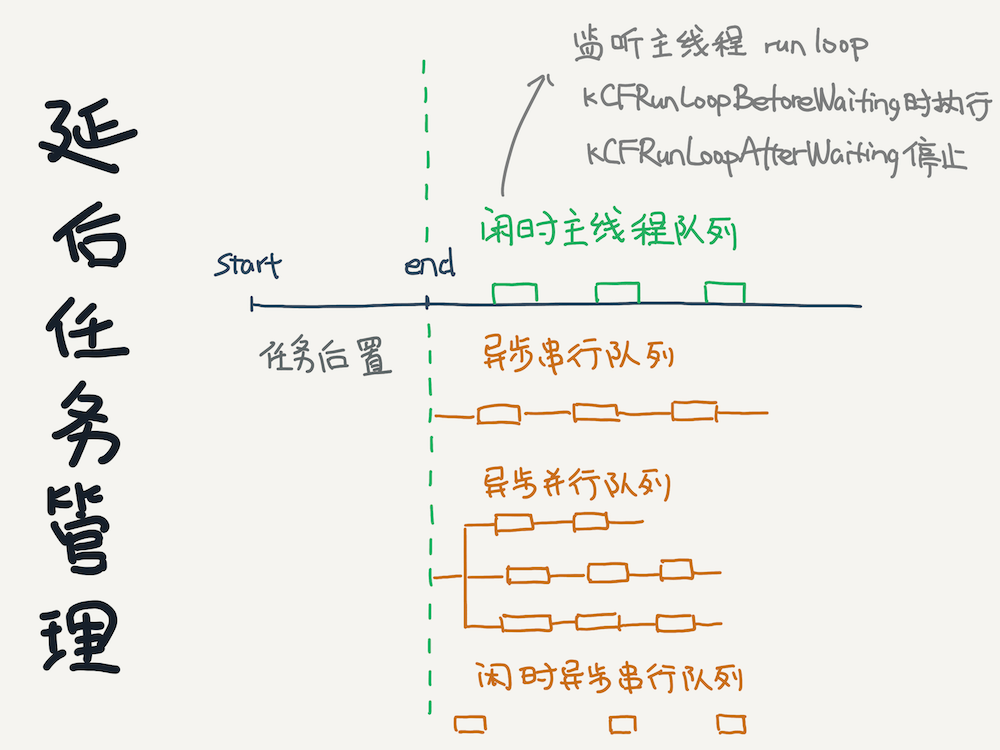 延后任务管理
监听主线程 run loop
kCFRunLoopBeforeWaiting时执行
kCFRunLoopAfterWaiting停止
闲时主线程队列
start
end
任务后置
异步串行队列
异步并行队列
闲时异步串行队列